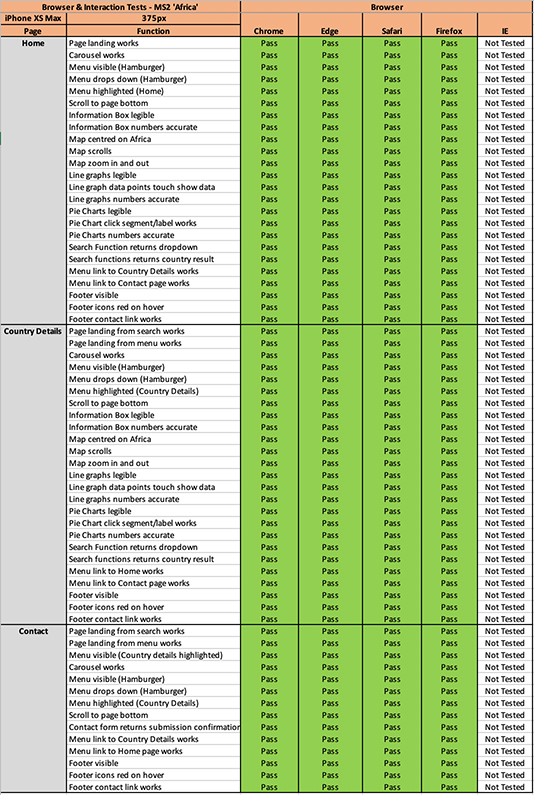 Browser & Interaction Tests - MS2 'Africa' Browser
iPhone XS Max 375px
Page Function Chrome Edge Safari Firefox IE
Home Page landing works Pass Pass Pass Pass Not Tested
Carousel works Pass Pass Pass Pass Not Tested
Menu visible (Hamburger) Pass Pass Pass Pass Not Tested
Menu drops down (Hamburger) Pass Pass Pass Pass Not Tested
Menu highlighted (Home) Pass Pass Pass Pass Not Tested
Scroll to page bottom Pass Pass Pass Pass Not Tested
Information Box legible Pass Pass Pass Pass Not Tested
Information Box numbers accurate Pass Pass Pass Pass Not Tested
Map centred on Africa Pass Pass Pass Pass Not Tested
Map scrolls Pass Pass Pass Pass Not Tested
Map zoom in and out Pass Pass Pass Pass Not Tested
Line graphs legible Pass Pass Pass Pass Not Tested
Line graph data points touch show data Pass Pass Pass Pass Not Tested
Line graphs numbers accurate Pass Pass Pass Pass Not Tested
Pie Charts legible Pass Pass Pass Pass Not Tested
Pie Chart click segment/label works Pass Pass Pass Pass Not Tested
Pie Charts numbers accurate Pass Pass Pass Pass Not Tested
Search Function returns dropdown Pass Pass Pass Pass Not Tested
Search functions returns country result Pass Pass Pass Pass Not Tested
Menu link to Country Details works Pass Pass Pass Pass Not Tested
Menu link to Contact page works Pass Pass Pass Pass Not Tested
Footer visible Pass Pass Pass Pass Not Tested
Footer icons red on hover Pass Pass Pass Pass Not Tested
Footer contact link works Pass Pass Pass Pass Not Tested
Country Details Page landing from search works Pass Pass Pass Pass Not Tested
Page landing from menu works Pass Pass Pass Pass Not Tested
Carousel works Pass Pass Pass Pass Not Tested
Menu visible (Hamburger) Pass Pass Pass Pass Not Tested
Menu drops down (Hamburger) Pass Pass Pass Pass Not Tested
Menu highlighted (Country Details) Pass Pass Pass Pass Not Tested
Scroll to page bottom Pass Pass Pass Pass Not Tested
Information Box legible Pass Pass Pass Pass Not Tested
Information Box numbers accurate Pass Pass Pass Pass Not Tested
Map centred on Africa Pass Pass Pass Pass Not Tested
Map scrolls Pass Pass Pass Pass Not Tested
Map zoom in and out Pass Pass Pass Pass Not Tested
Line graphs legible Pass Pass Pass Pass Not Tested
Line graph data points touch show data Pass Pass Pass Pass Not Tested
Line graphs numbers accurate Pass Pass Pass Pass Not Tested
Pie Charts legible Pass Pass Pass Pass Not Tested
Pie Chart click segment/label works Pass Pass Pass Pass Not Tested
Pie Charts numbers accurate Pass Pass Pass Pass Not Tested
Search Function returns dropdown Pass Pass Pass Pass Not Tested
Search functions returns country result Pass Pass Pass Pass Not Tested
Menu link to Home works Pass Pass Pass Pass Not Tested
Menu link to Contact page works Pass Pass Pass Pass Not Tested
Footer visible Pass Pass Pass Pass Not Tested
Footer icons red on hover Pass Pass Pass Pass Not Tested
Footer contact link works Pass Pass Pass Pass Not Tested
Contact Page landing from search works Pass Pass Pass Pass Not Tested
Page landing from menu works Pass Pass Pass Pass Not Tested
Menu visible (Country details highlighted) Pass Pass Pass Pass Not Tested
Carousel works Pass Pass Pass Pass Not Tested
Menu visible (Hamburger) Pass Pass Pass Pass Not Tested
Menu drops down (Hamburger) Pass Pass Pass Pass Not Tested
Menu highlighted (Country Details) Pass Pass Pass Pass Not Tested
Scroll to page bottom Pass Pass Pass Pass Not Tested
Contact form returns submission confirmation Pass Pass Pass Pass Not Tested
Menu link to Country Details works Pass Pass Pass Pass Not Tested
Menu link to Home page works Pass Pass Pass Pass Not Tested
Footer visible Pass Pass Pass Pass Not Tested
Footer icons red on hover Pass Pass Pass Pass Not Tested
Footer contact link works Pass Pass Pass Pass Not Tested